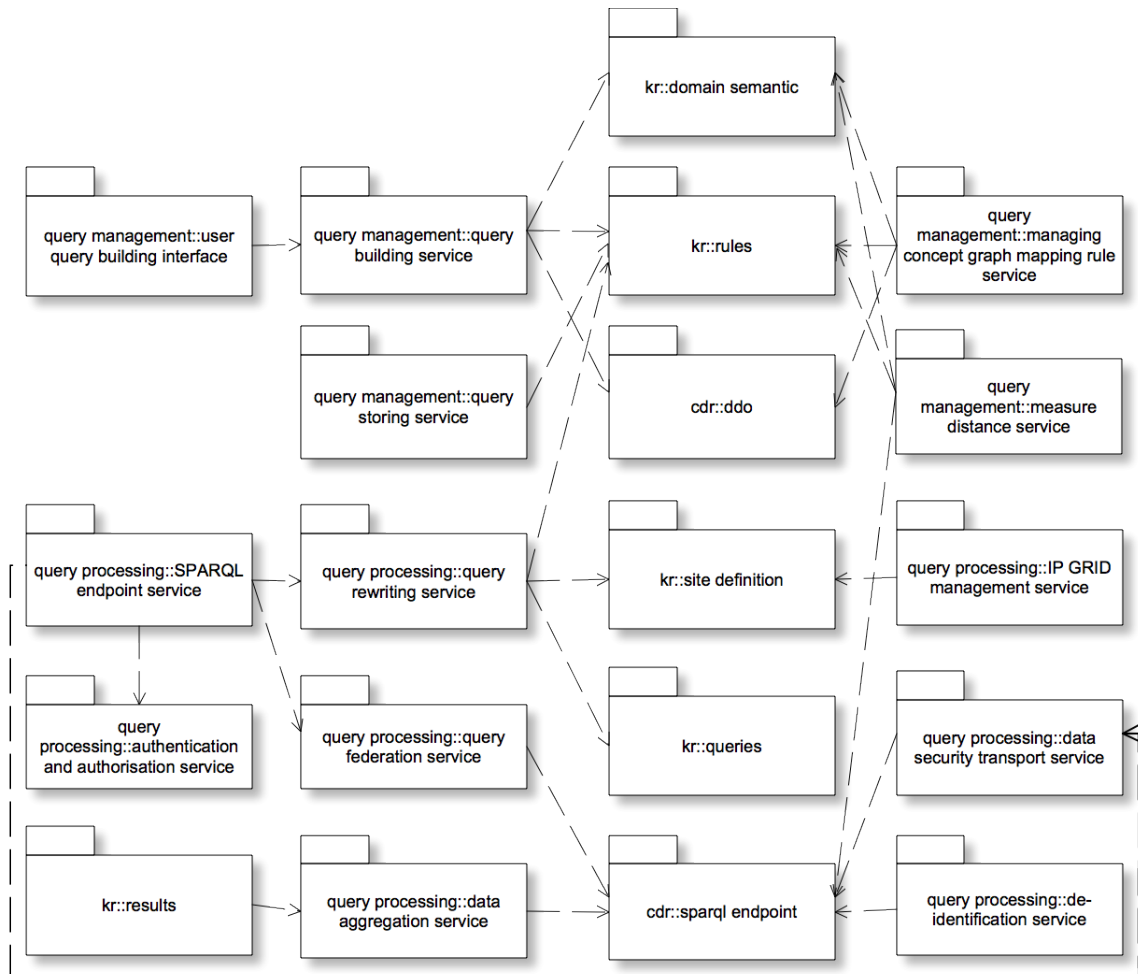 kr::domain semantic
query management::user
query building interface
query management::query
building service
kr::rules
query
management::managing
concept graph mapping rule
service
query management::query
storing service
cdr::ddo
query
management::measure
distance service
query processing::SPARQL
endpoint service
query processing::query
rewriting service
kr::site definition
query processing::IP GRID
management service
query
processing::authentication
and authorisation service
query processing::query
federation service
kr::queries
query processing::data
security transport service
kr::results
query processing::data
aggregation service
cdr::sparql endpoint
query processing::de-
identification service